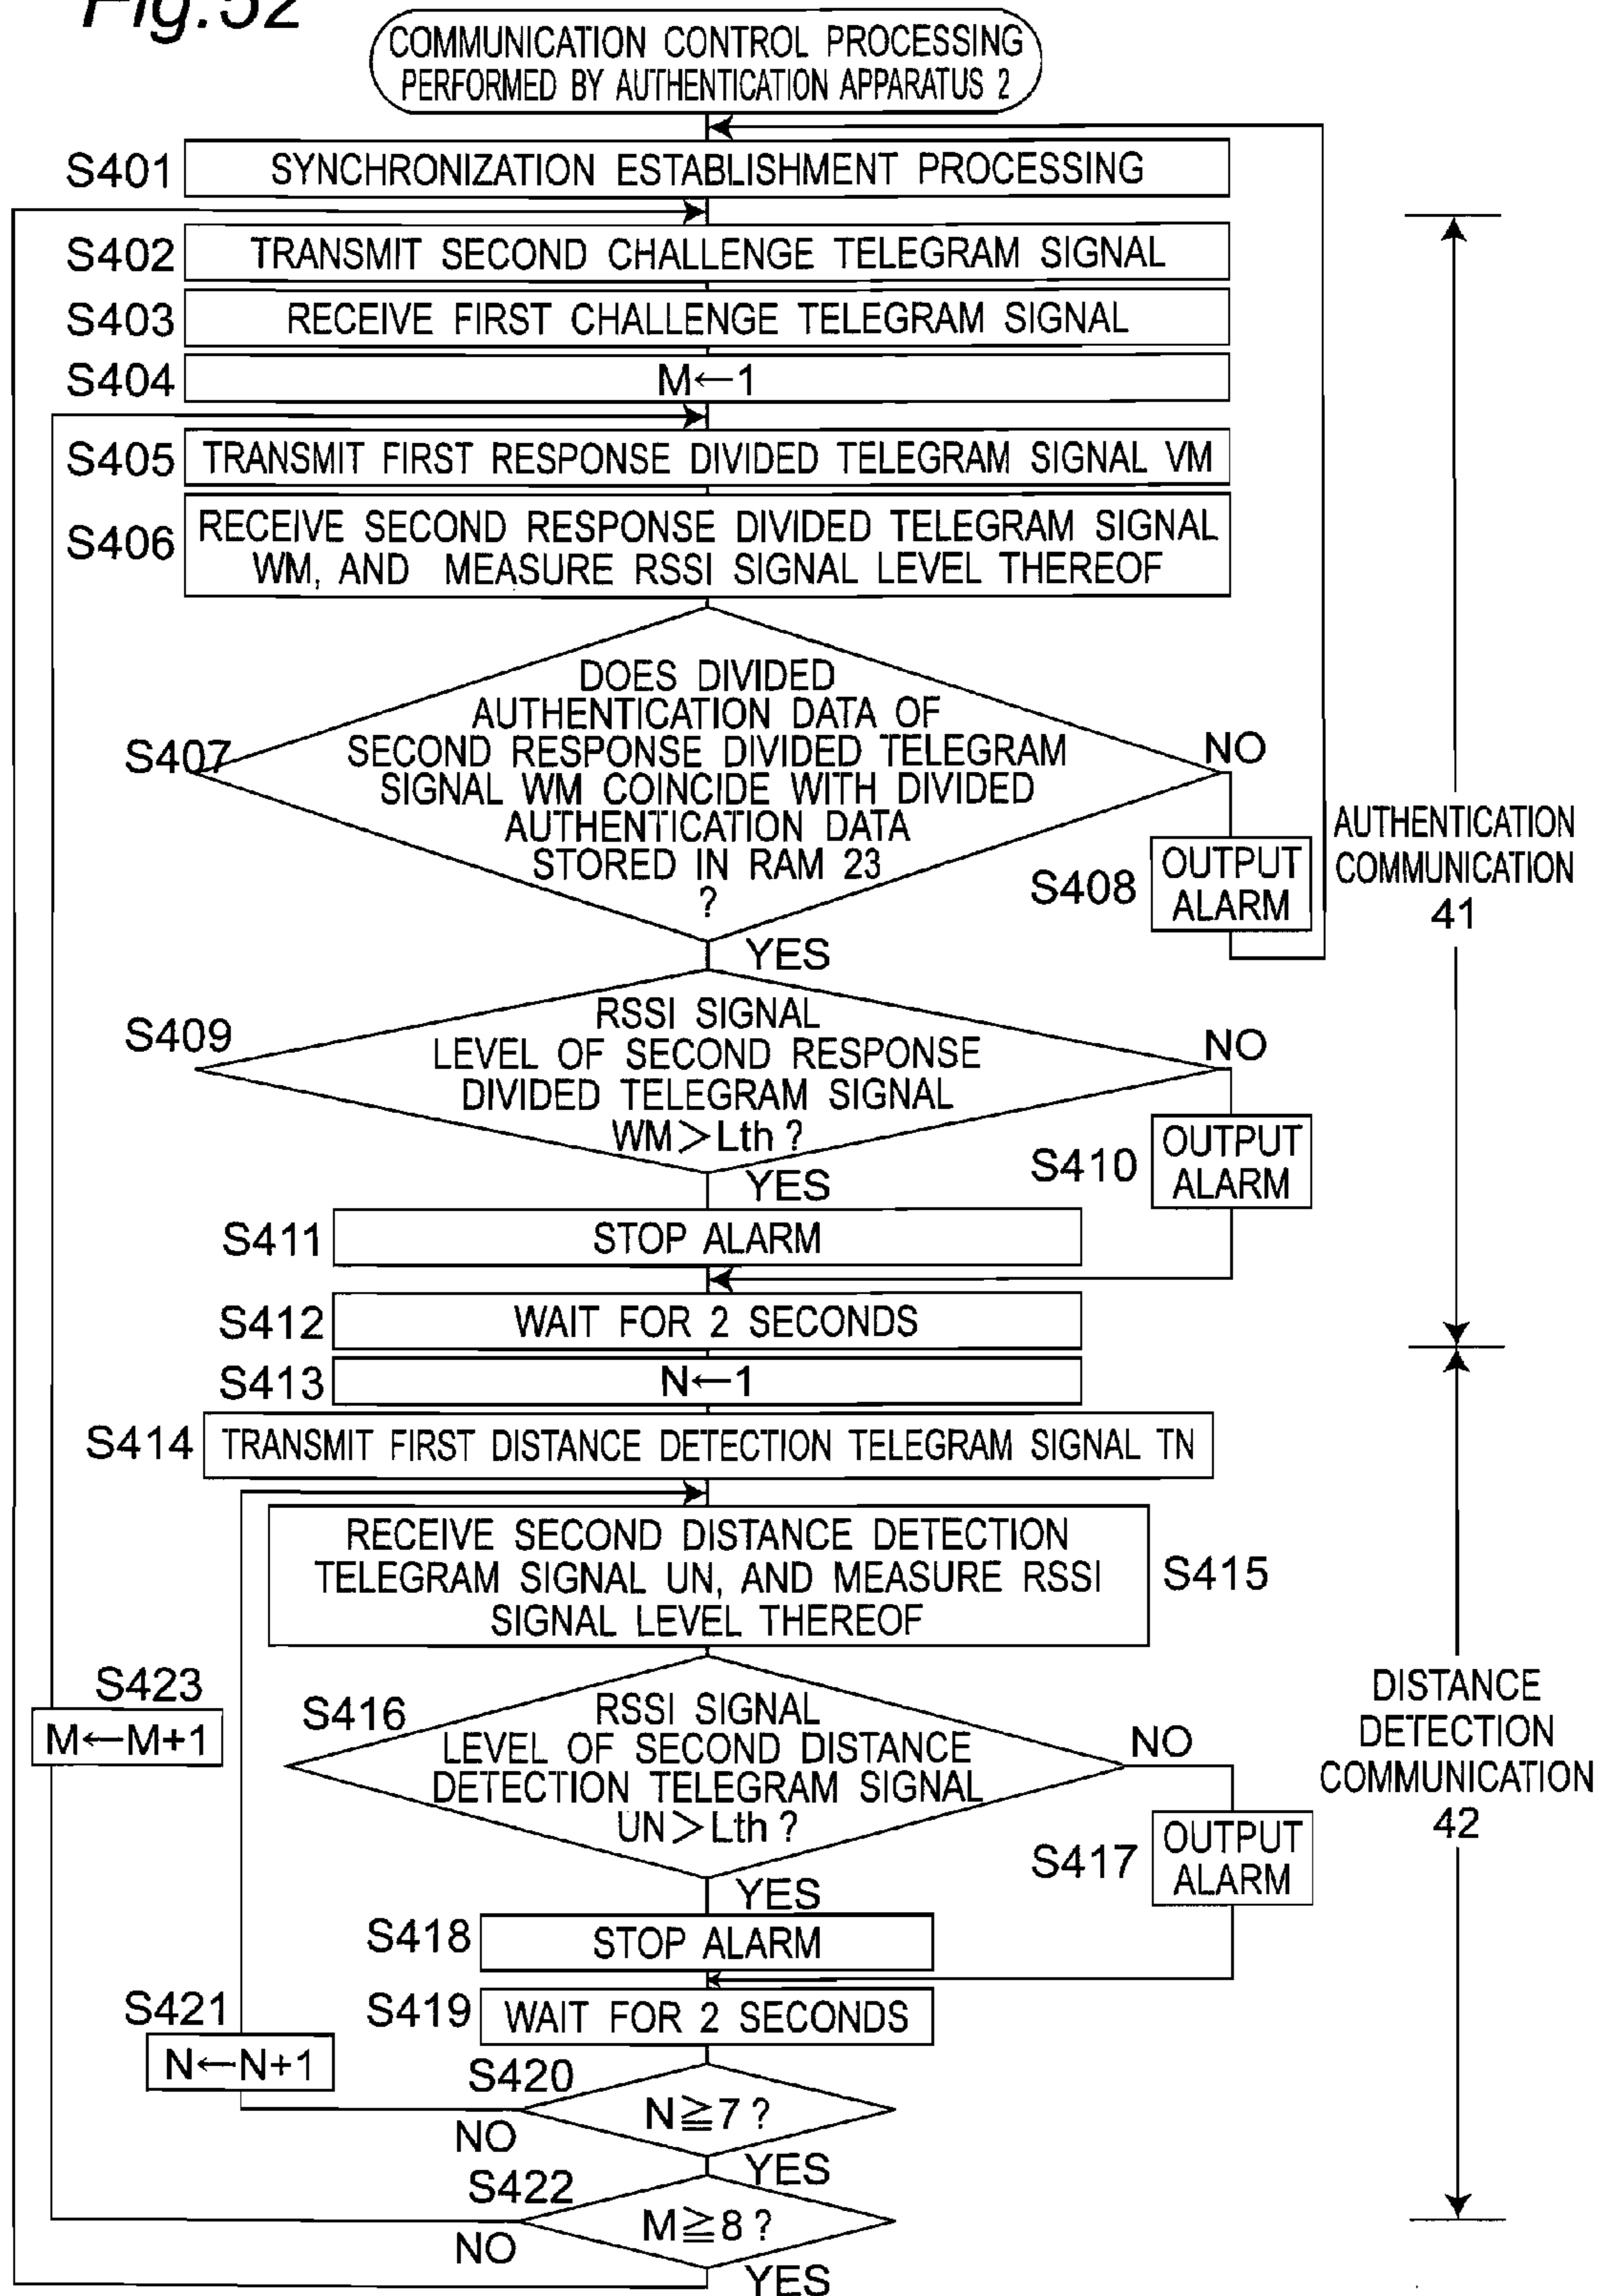 Fig.52
COMMUNICATION CONTROL PROCESSING
PERFORMED BY AUTHENTICATION APPARATUS 2
S401
SYNCHRONIZATION ESTABLISHMENT PROCESSING
S402
TRANSMIT SECOND CHALLENGE TELEGRAM SIGNAL
S403
RECEIVE FIRST CHALLENGE TELEGRAM SIGNAL
S404
M←1
S405
TRANSMIT FIRST RESPONSE DIVIDED TELEGRAM SIGNAL VM
S406
RECEIVE SECOND RESPONSE DIVIDED TELEGRAM SIGNAL
WM, AND MEASURE RSSI SIGNAL LEVEL THEREOF
S407
DOES DIVIDED
AUTHENTICATION DATA OF
SECOND RESPONSE DIVIDED TELEGRAM
SIGNAL WM COINCIDE WITH DIVIDED
AUTHENTICATION DATA
STORED IN RAM 23
?
NO
S408
OUTPUT
ALARM
AUTHENTICATION
COMMUNICATION
41
YES
S409
RSSI SIGNAL
LEVEL OF SECOND RESPONSE
DIVIDED TELEGRAM SIGNAL
WM>Lth ?
NO
S410
OUTPUT
ALARM
YES
S411
STOP ALARM
S412
WAIT FOR 2 SECONDS
S413
N←1
S414
TRANSMIT FIRST DISTANCE DETECTION TELEGRAM SIGNAL TN
RECEIVE SECOND DISTANCE DETECTION
TELEGRAM SIGNAL UN, AND MEASURE RSSI
SIGNAL LEVEL THEREOF
S415
S423
M←M+1
S416
RSSI SIGNAL
LEVEL OF SECOND DISTANCE
DETECTION TELEGRAM SIGNAL
UN>Lth ?
NO
S417
OUTPUT
ALARM
DISTANCE
DETECTION
COMMUNICATION
42
YES
S418
STOP ALARM
S419
WAIT FOR 2 SECONDS
S421
N←N+1
S420
N≧7 ?
NO
YES
S422
M≧8 ?
NO
YES